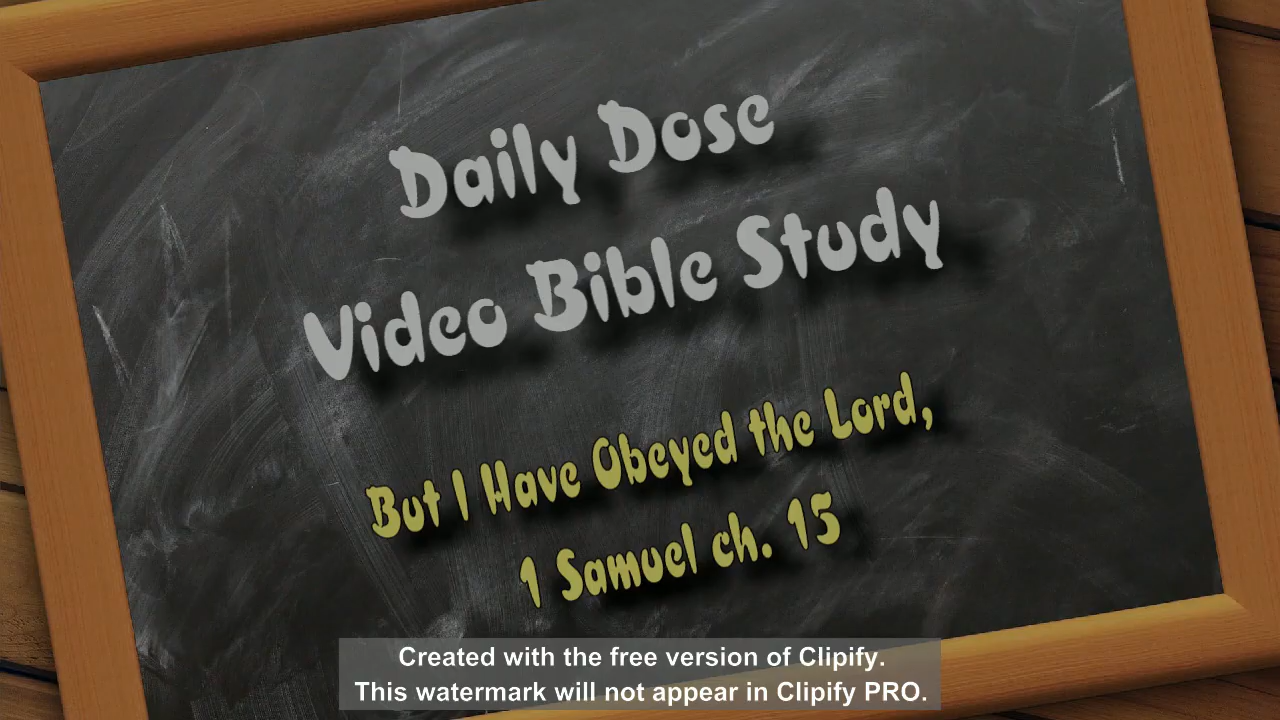 Daily Dose
Video Bible Study
But I Have Obeyed the Lord,
1 Samuel ch. 15
Created with the free version of Clipify.
This watermark will not appear in Clipify PRO.